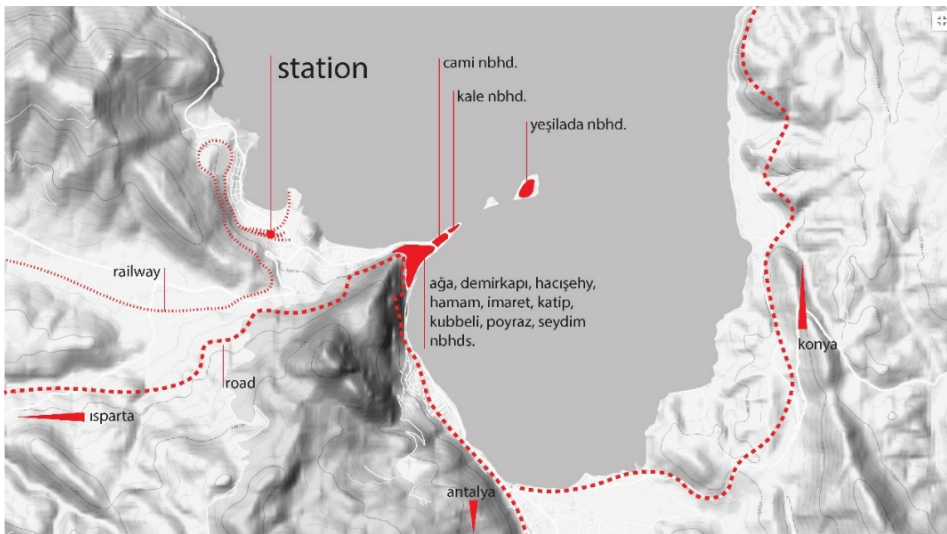 station
cami nbhd.
kale nbhd.
yeşilada nbhd.
railway
ağa, demirkapı, hacışehy,
hamam, imaret, katip,
kubbeli, poyraz, seydim
nbhds.
konya
road
ısparta
antalya